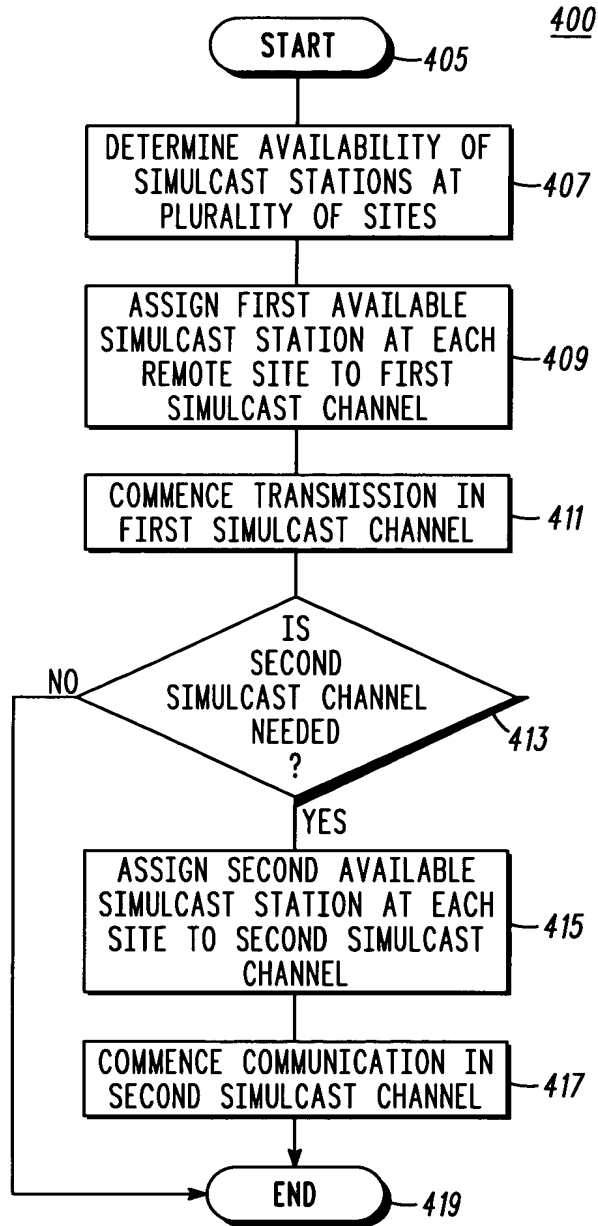 400
START
405
DETERMINE AVAILABILITY OF
SIMULCAST STATIONS AT
PLURALITY OF SITES
407
ASSIGN FIRST AVAILABLE
SIMULCAST STATION AT EACH
REMOTE SITE TO FIRST
SIMULCAST CHANNEL
409
COMMENCE TRANSMISSION IN
FIRST SIMULCAST CHANNEL
411
IS
SECOND
SIMULCAST CHANNEL
NEEDED
?
NO
413
YES
ASSIGN SECOND AVAILABLE
SIMULCAST STATION AT EACH
SITE TO SECOND SIMULCAST
CHANNEL
415
COMMENCE COMMUNICATION IN
SECOND SIMULCAST CHANNEL
417
END
419